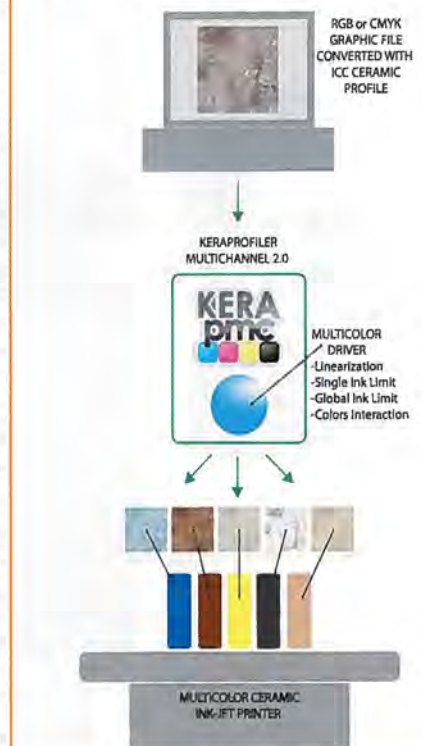 RGB or CMYK
GRAPHIC FILE
CONVERTED WITH
ICC CERAMIC
PROFILE
KERAPROFILER
MULTICHANNEL 2.0
KERA
pmc
MULTICOLOR
DRIVER
-Linearization
-Single Ink Limit
-Global Ink Limit
-Colors Interaction
MULTICOLOR CERAMIC
INK-JET PRINTER